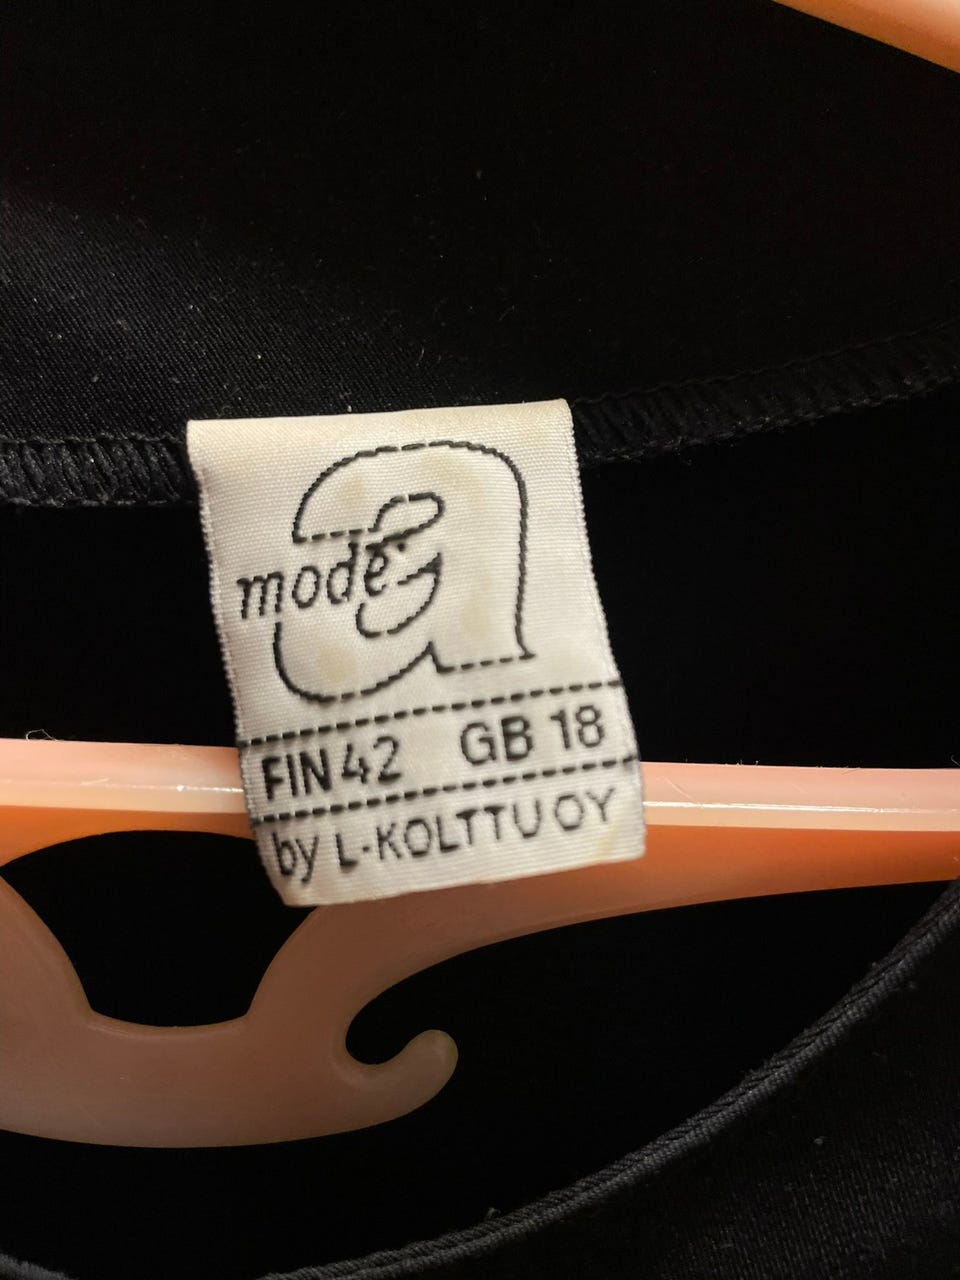 a
mode
FIN 42 GB 18
by L-KOLTTU OY